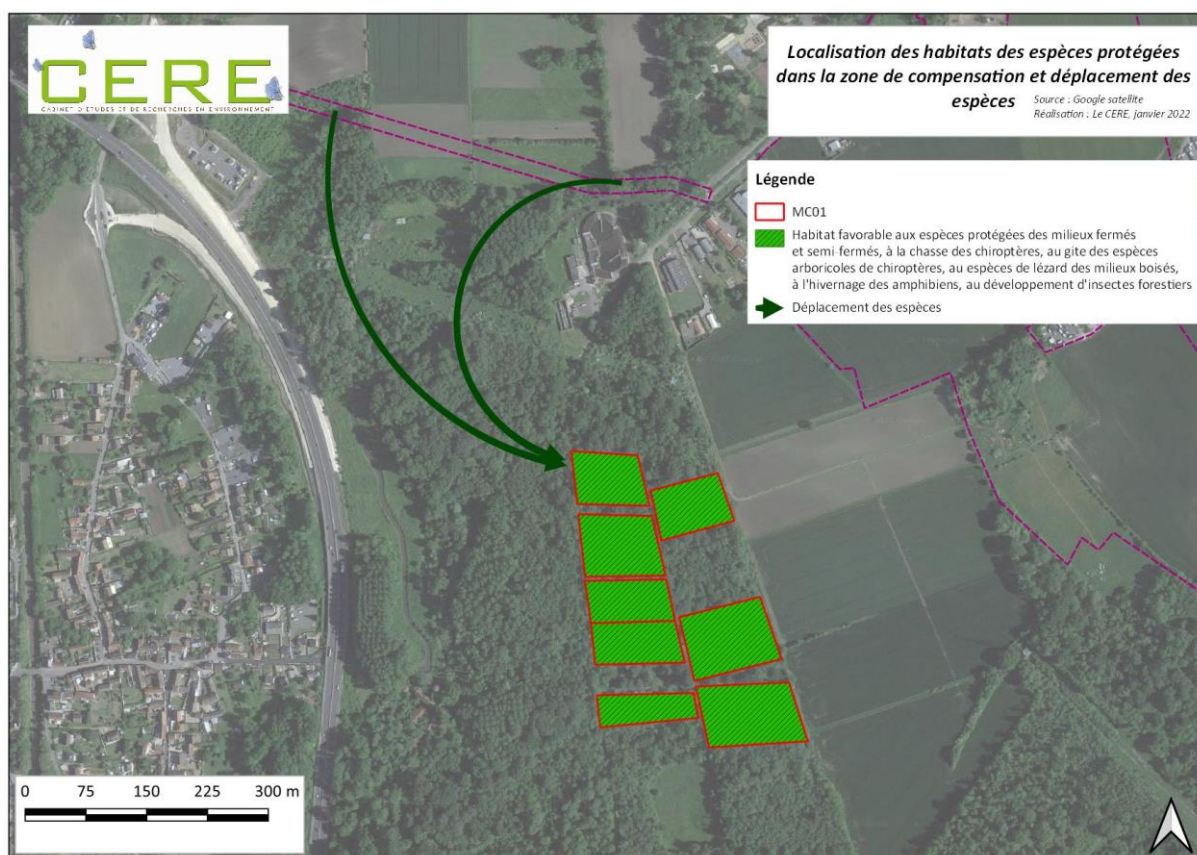 CERE
CABINET D'ETUDES ET DE RECHERCHES EN ENVIRONNEMENT
Localisation des habitats des espèces protégées
dans la zone de compensation et déplacement des
espèces
Source : Google satellite
Réalisation : Le CERE, janvier 2022
Légende
MC01
Habitat favorable aux espèces protégées des milieux fermés
et semi-fermés, à la chasse des chiroptères, au gite des espèces
arboricoles de chiroptères, au espèces de lézard des milieux boisés,
à l'hivernage des amphibiens, au développement d'insectes forestiers
Déplacement des espèces
0 75 150 225 300 m